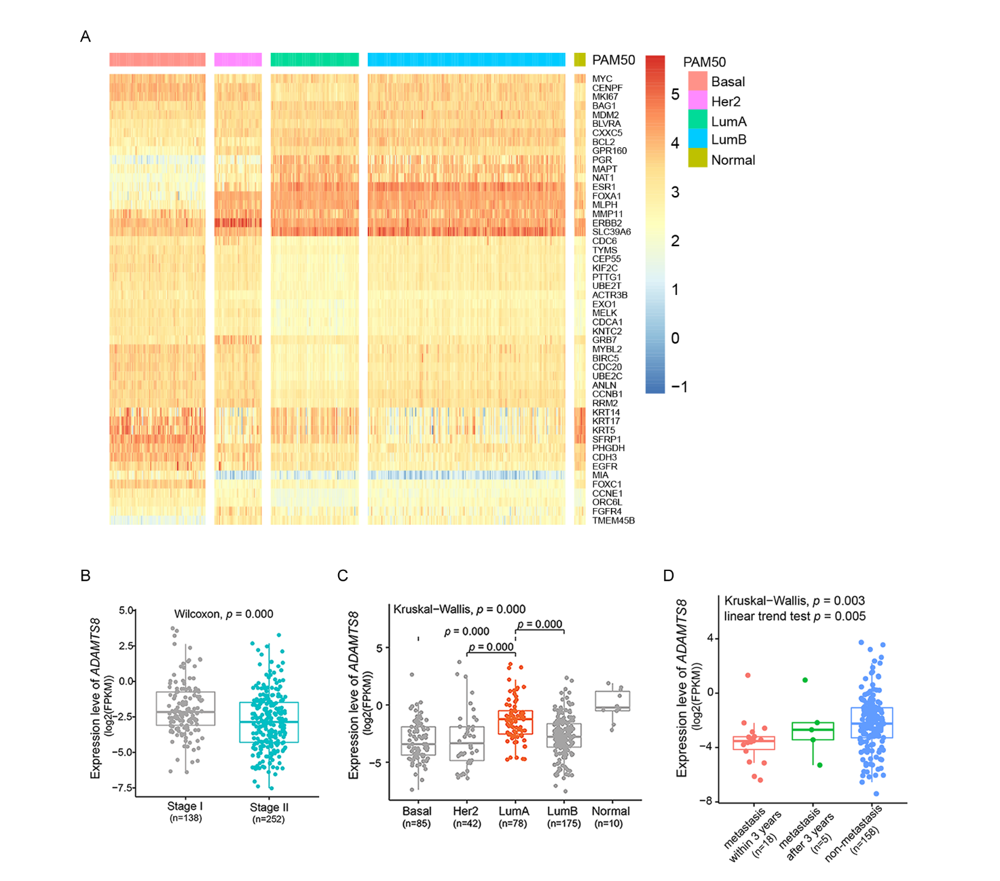 A
PAM50
MYC
CENPF
MKI67
BAG1
MDM2
BLVRA
CXXC5
BCL2
GPR160
PGR
MAPT
NAT1
ESR1
FOXA1
MLPH
MMP11
ERBB2
SLC39A6
CDC6
TYMS
CEP55
KIF2C
PTTG1
UBE2T
ACTR3B
EXO1
MELK
CDCA1
KNTC2
GRB7
MYBL2
BIRC5
CDC20
UBE2C
ANLN
CCNB1
RRM2
KRT14
KRT17
KRT5
SFRP1
PHGDH
CDH3
EGFR
MIA
FOXC1
CCNE1
ORC6L
FGFR4
TMEM45B
5
4
3
2
1
0
−1
PAM50
Basal
Her2
LumA
LumB
Normal
B
Wilcoxon, p = 0.000
Expression level of ADAMTS8
(log2(FPKM))
5.0
2.5
0.0
−2.5
−5.0
−7.5
Stage I
(n=138)
Stage II
(n=252)
C
Kruskal−Wallis, p = 0.000
p = 0.000
p = 0.000
p = 0.000
Expression level of ADAMTS8
(log2(FPKM))
5
0
−5
Basal
(n=85)
Her2
(n=42)
LumA
(n=78)
LumB
(n=175)
Normal
(n=10)
D
Kruskal−Wallis, p = 0.003
linear trend test p = 0.005
Expression level of ADAMTS8
(log2(FPKM))
4
0
−4
−8
metastasis
within 3 years
(n=18)
metastasis
after 3 years
(n=5)
non−metastasis
(n=158)